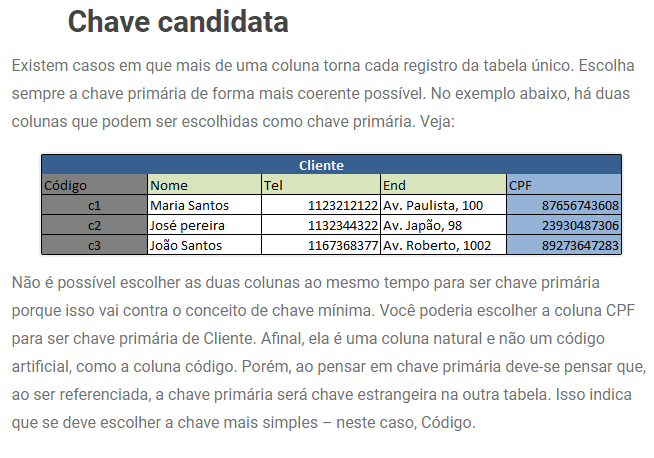 Chave candidata
Existem casos em que mais de uma coluna torna cada registro da tabela único. Escolha
sempre a chave primária de forma mais coerente possível. No exemplo abaixo, há duas
colunas que podem ser escolhidas como chave primária. Veja:
Cliente
Código Nome Tel End CPF
c1 Maria Santos 1123212122 Av. Paulista, 100 87656743608
c2 José pereira 1132344322 Av. Japão, 98 23930487306
c3 João Santos 1167368377 Av. Roberto, 1002 89273647283
Não é possível escolher as duas colunas ao mesmo tempo para ser chave primária
porque isso vai contra o conceito de chave mínima. Você poderia escolher a coluna CPF
para ser chave primária de Cliente. Afinal, ela é uma coluna natural e não um código
artificial, como a coluna código. Porém, ao pensar em chave primária deve-se pensar que,
ao ser referenciada, a chave primária será chave estrangeira na outra tabela. Isso indica
que se deve escolher a chave mais simples – neste caso, Código.